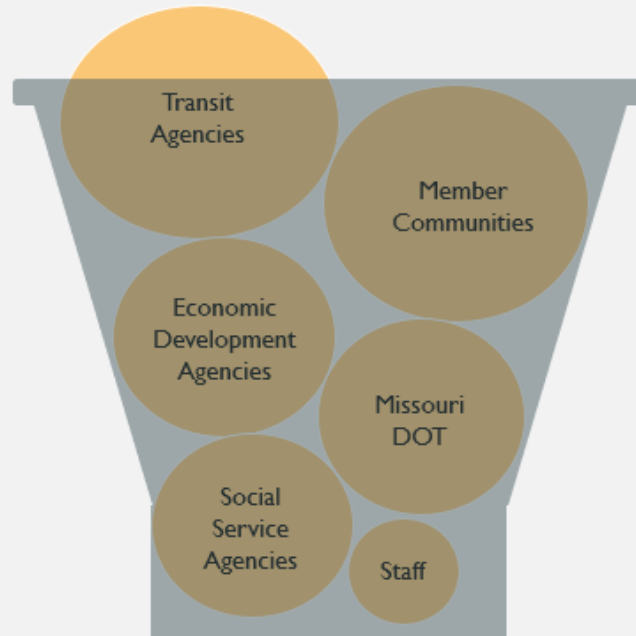 Transit
Agencies
Member
Communities
Economic
Development
Agencies
Missouri
DOT
Social
Service
Agencies
Staff